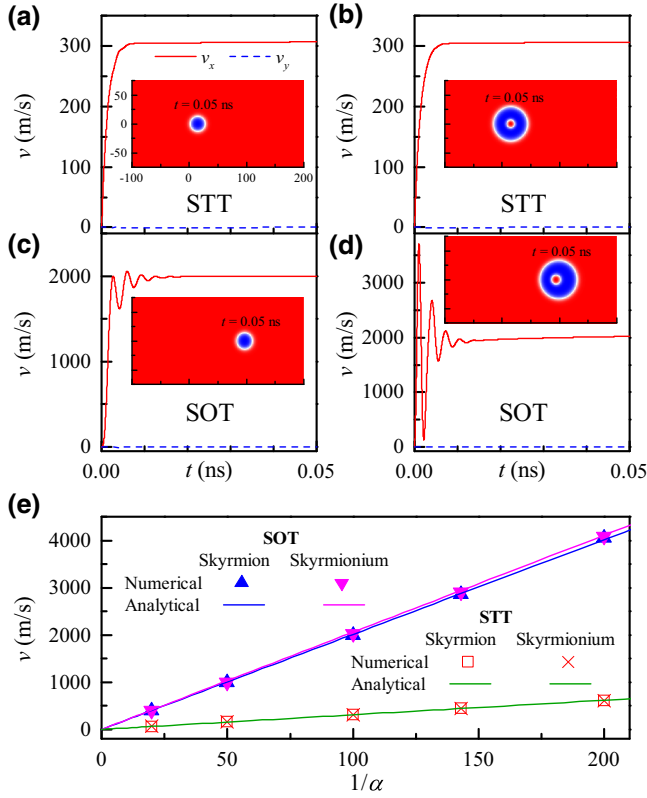 (a)
300
200
100
0
v (m/s)
vx
vy
50
0
-50
-100
0
100
200
t = 0.05 ns
STT
(b)
300
200
100
0
v (m/s)
t = 0.05 ns
STT
(c)
2000
1000
0
v (m/s)
t = 0.05 ns
SOT
0.00
0.05
t (ns)
(d)
3000
2000
1000
0
v (m/s)
t = 0.05 ns
SOT
0.00
0.05
t (ns)
(e)
4000
3000
2000
1000
0
v (m/s)
SOT
Skyrmion Skyrmionium
Numerical
Analytical
STT
Skyrmion Skyrmionium
Numerical
Analytical
0 50 100 150 200
1/α